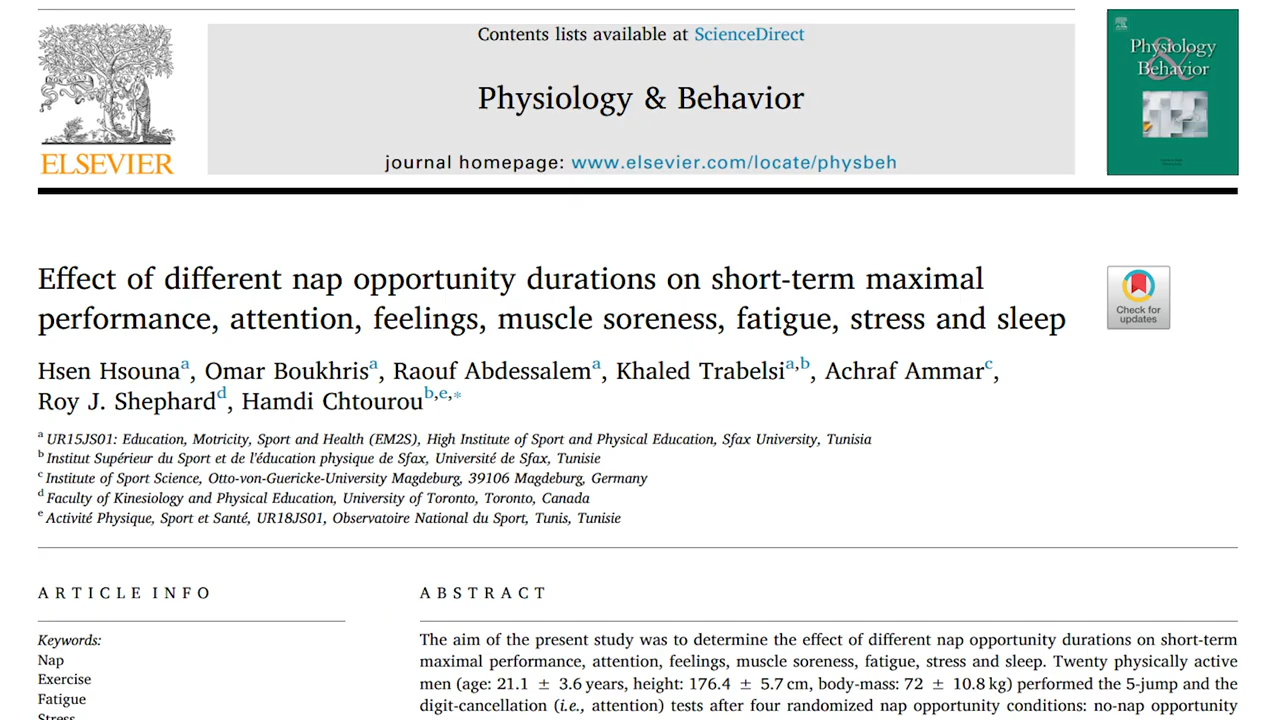 Contents lists available at ScienceDirect
Physiology & Behavior
journal homepage: www.elsevier.com/locate/physbeh
ELSEVIER
Physiology
&
Behavior
Effect of different nap opportunity durations on short-term maximal
performance, attention, feelings, muscle soreness, fatigue, stress and sleep
Check for
updates
Hsen Hsounaᵃ, Omar Boukhrisᵃ, Raouf Abdessalemᵃ, Khaled Trabelsiᵃ,ᵇ, Achraf Ammarᶜ,
Roy J. Shephardᵈ, Hamdi Chtourouᵇ,ᵉ,*
ᵃ UR15JS01: Education, Motricity, Sport and Health (EM2S), High Institute of Sport and Physical Education, Sfax University, Tunisia
ᵇ Institut Supérieur du Sport et de l'éducation physique de Sfax, Université de Sfax, Tunisie
ᶜ Institute of Sport Science, Otto-von-Guericke-University Magdeburg, 39106 Magdeburg, Germany
ᵈ Faculty of Kinesiology and Physical Education, University of Toronto, Toronto, Canada
ᵉ Activité Physique, Sport et Santé, UR18JS01, Observatoire National du Sport, Tunis, Tunisie
ARTICLE INFO
Keywords:
Nap
Exercise
Fatigue
Stress
ABSTRACT
The aim of the present study was to determine the effect of different nap opportunity durations on short-term
maximal performance, attention, feelings, muscle soreness, fatigue, stress and sleep. Twenty physically active
men (age: 21.1 ± 3.6 years, height: 176.4 ± 5.7 cm, body-mass: 72 ± 10.8 kg) performed the 5-jump and the
digit-cancellation (i.e., attention) tests after four randomized nap opportunity conditions: no-nap opportunity